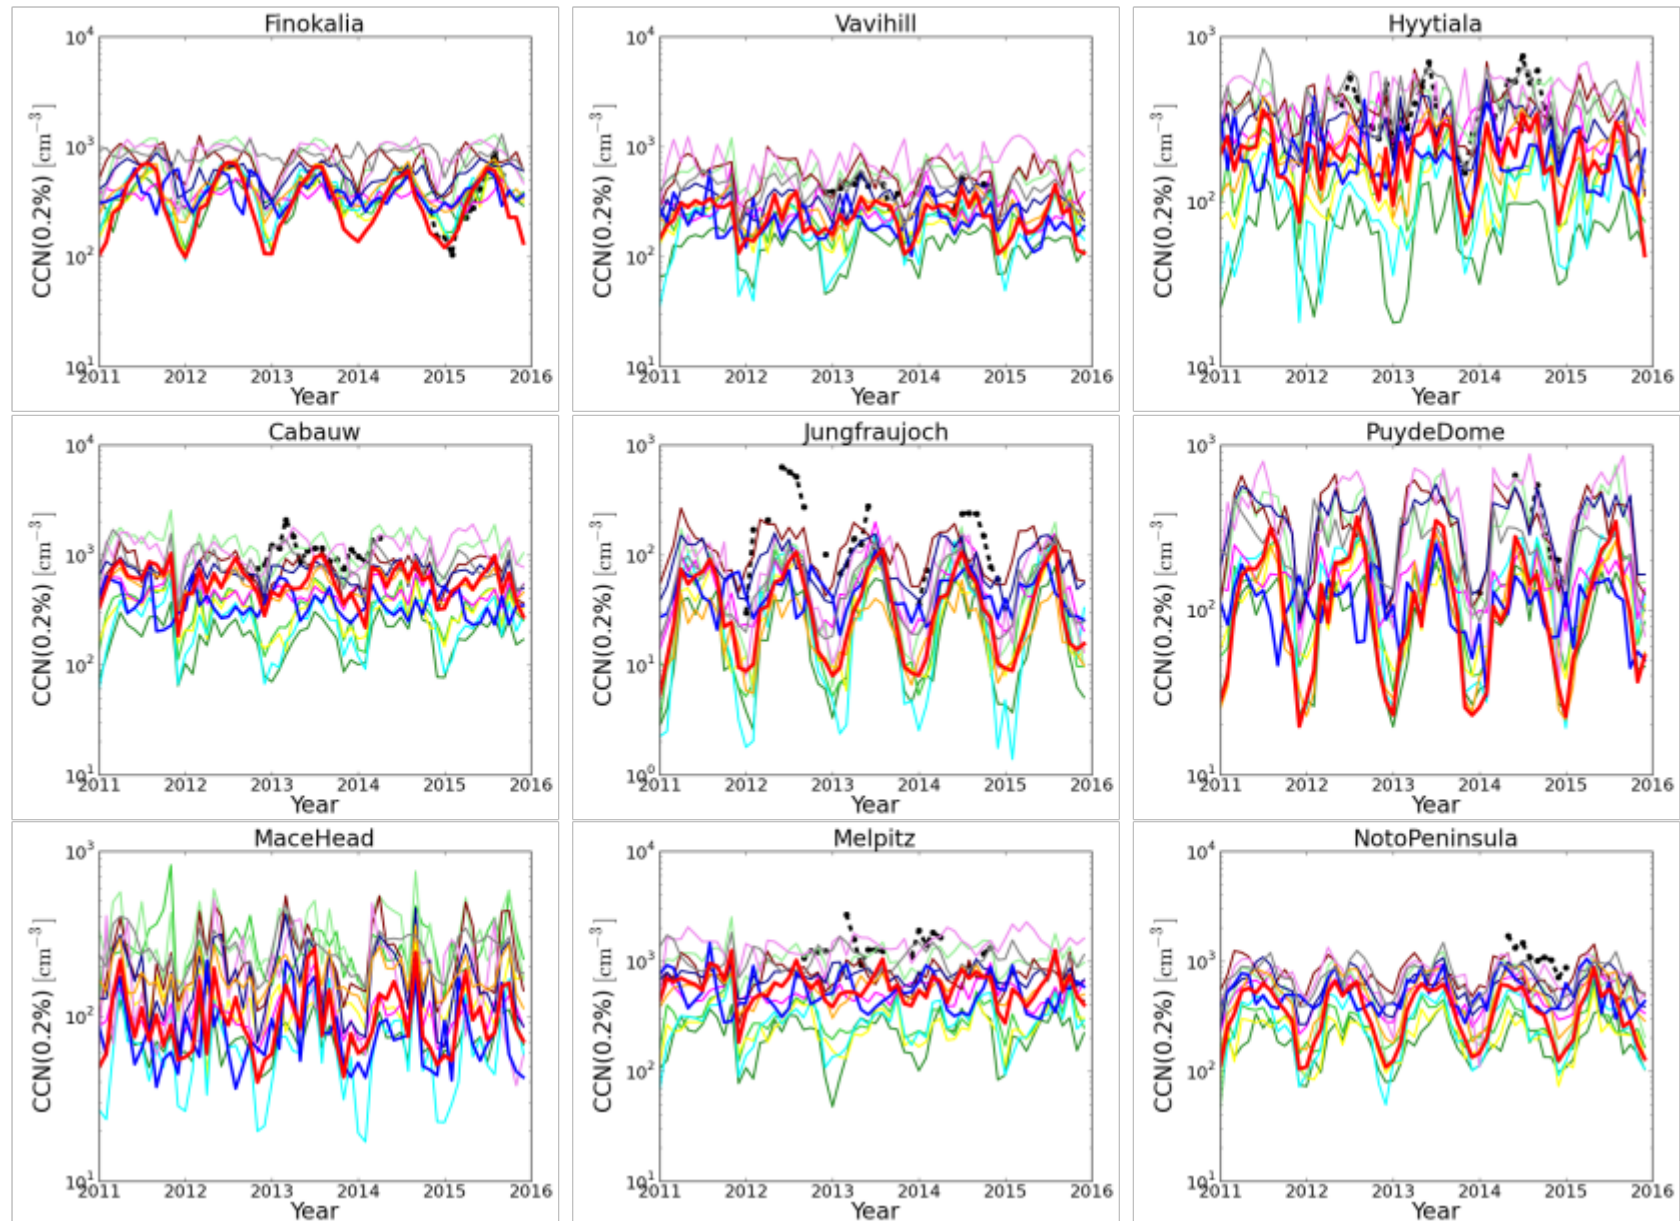 Finokalia
10^4
10^3
10^2
10^1
CCN(0.2%) [cm^{-3}]
2011 2012 2013 2014 2015 2016
Year
Vavihill
10^4
10^3
10^2
10^1
CCN(0.2%) [cm^{-3}]
2011 2012 2013 2014 2015 2016
Year
Hyytiala
10^3
10^2
10^1
CCN(0.2%) [cm^{-3}]
2011 2012 2013 2014 2015 2016
Year
Cabauw
10^4
10^3
10^2
10^1
CCN(0.2%) [cm^{-3}]
2011 2012 2013 2014 2015 2016
Year
Jungfraujoch
10^3
10^2
10^1
10^0
CCN(0.2%) [cm^{-3}]
2011 2012 2013 2014 2015 2016
Year
PuydeDome
10^3
10^2
10^1
CCN(0.2%) [cm^{-3}]
2011 2012 2013 2014 2015 2016
Year
MaceHead
10^3
10^2
10^1
CCN(0.2%) [cm^{-3}]
2011 2012 2013 2014 2015 2016
Year
Melpitz
10^4
10^3
10^2
10^1
CCN(0.2%) [cm^{-3}]
2011 2012 2013 2014 2015 2016
Year
NotoPeninsula
10^4
10^3
10^2
10^1
CCN(0.2%) [cm^{-3}]
2011 2012 2013 2014 2015 2016
Year